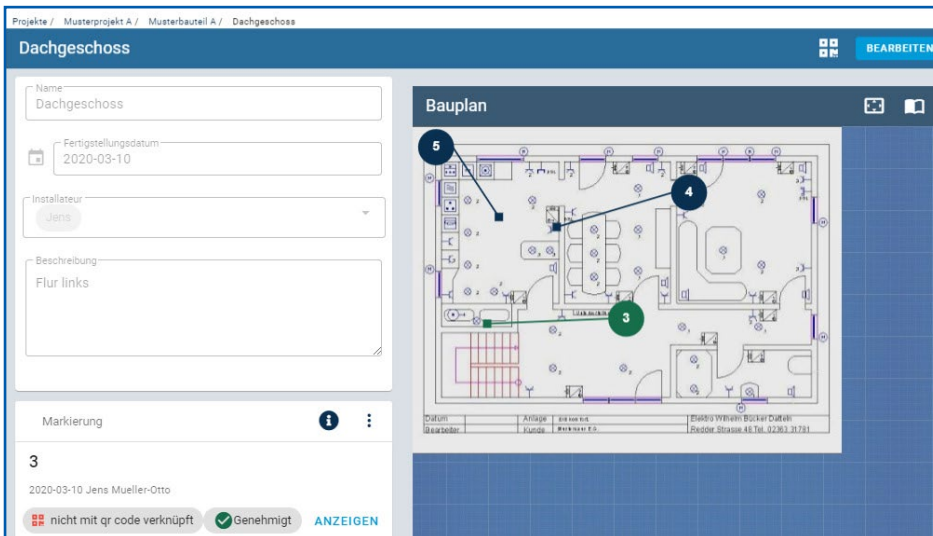 Projekte / Musterprojekt A / Musterbauteil A / Dachgeschoss
Dachgeschoss
BEARBEITEN
Name
Dachgeschoss
Fertigstellungsdatum
2020-03-10
Installateur
Jens
Beschreibung
Flur links
Markierung
3
2020-03-10 Jens Mueller-Otto
nicht mit qr code verknüpft
Genehmigt
ANZEIGEN
Bauplan
5
4
3
Datum
Anlage
Elektro Wilhelm Bücker Datteln
Bearbeiter
Kunde
Redder Strasse 48 Tel. 02363 31781